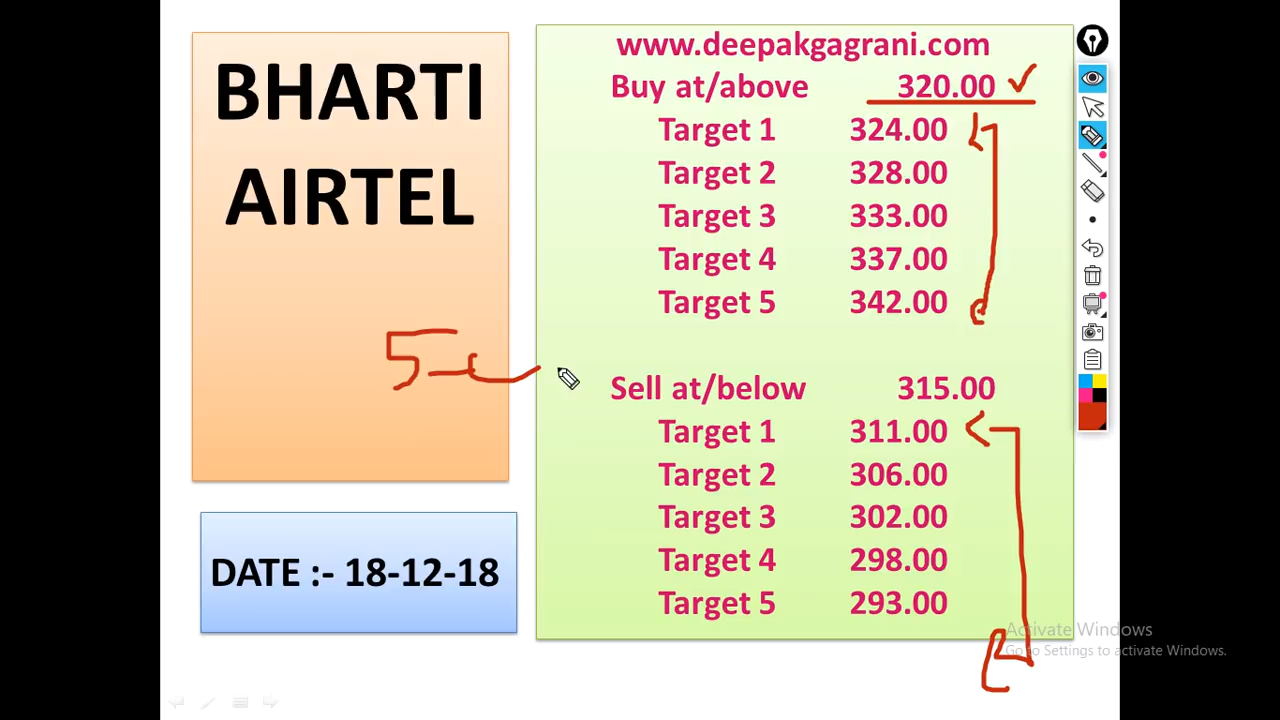 BHARTI
AIRTEL
DATE :- 18-12-18
www.deepakgagrani.com
Buy at/above 320.00
Target 1 324.00
Target 2 328.00
Target 3 333.00
Target 4 337.00
Target 5 342.00
Sell at/below 315.00
Target 1 311.00
Target 2 306.00
Target 3 302.00
Target 4 298.00
Target 5 293.00
Activate Windows
Go to Settings to activate Windows.